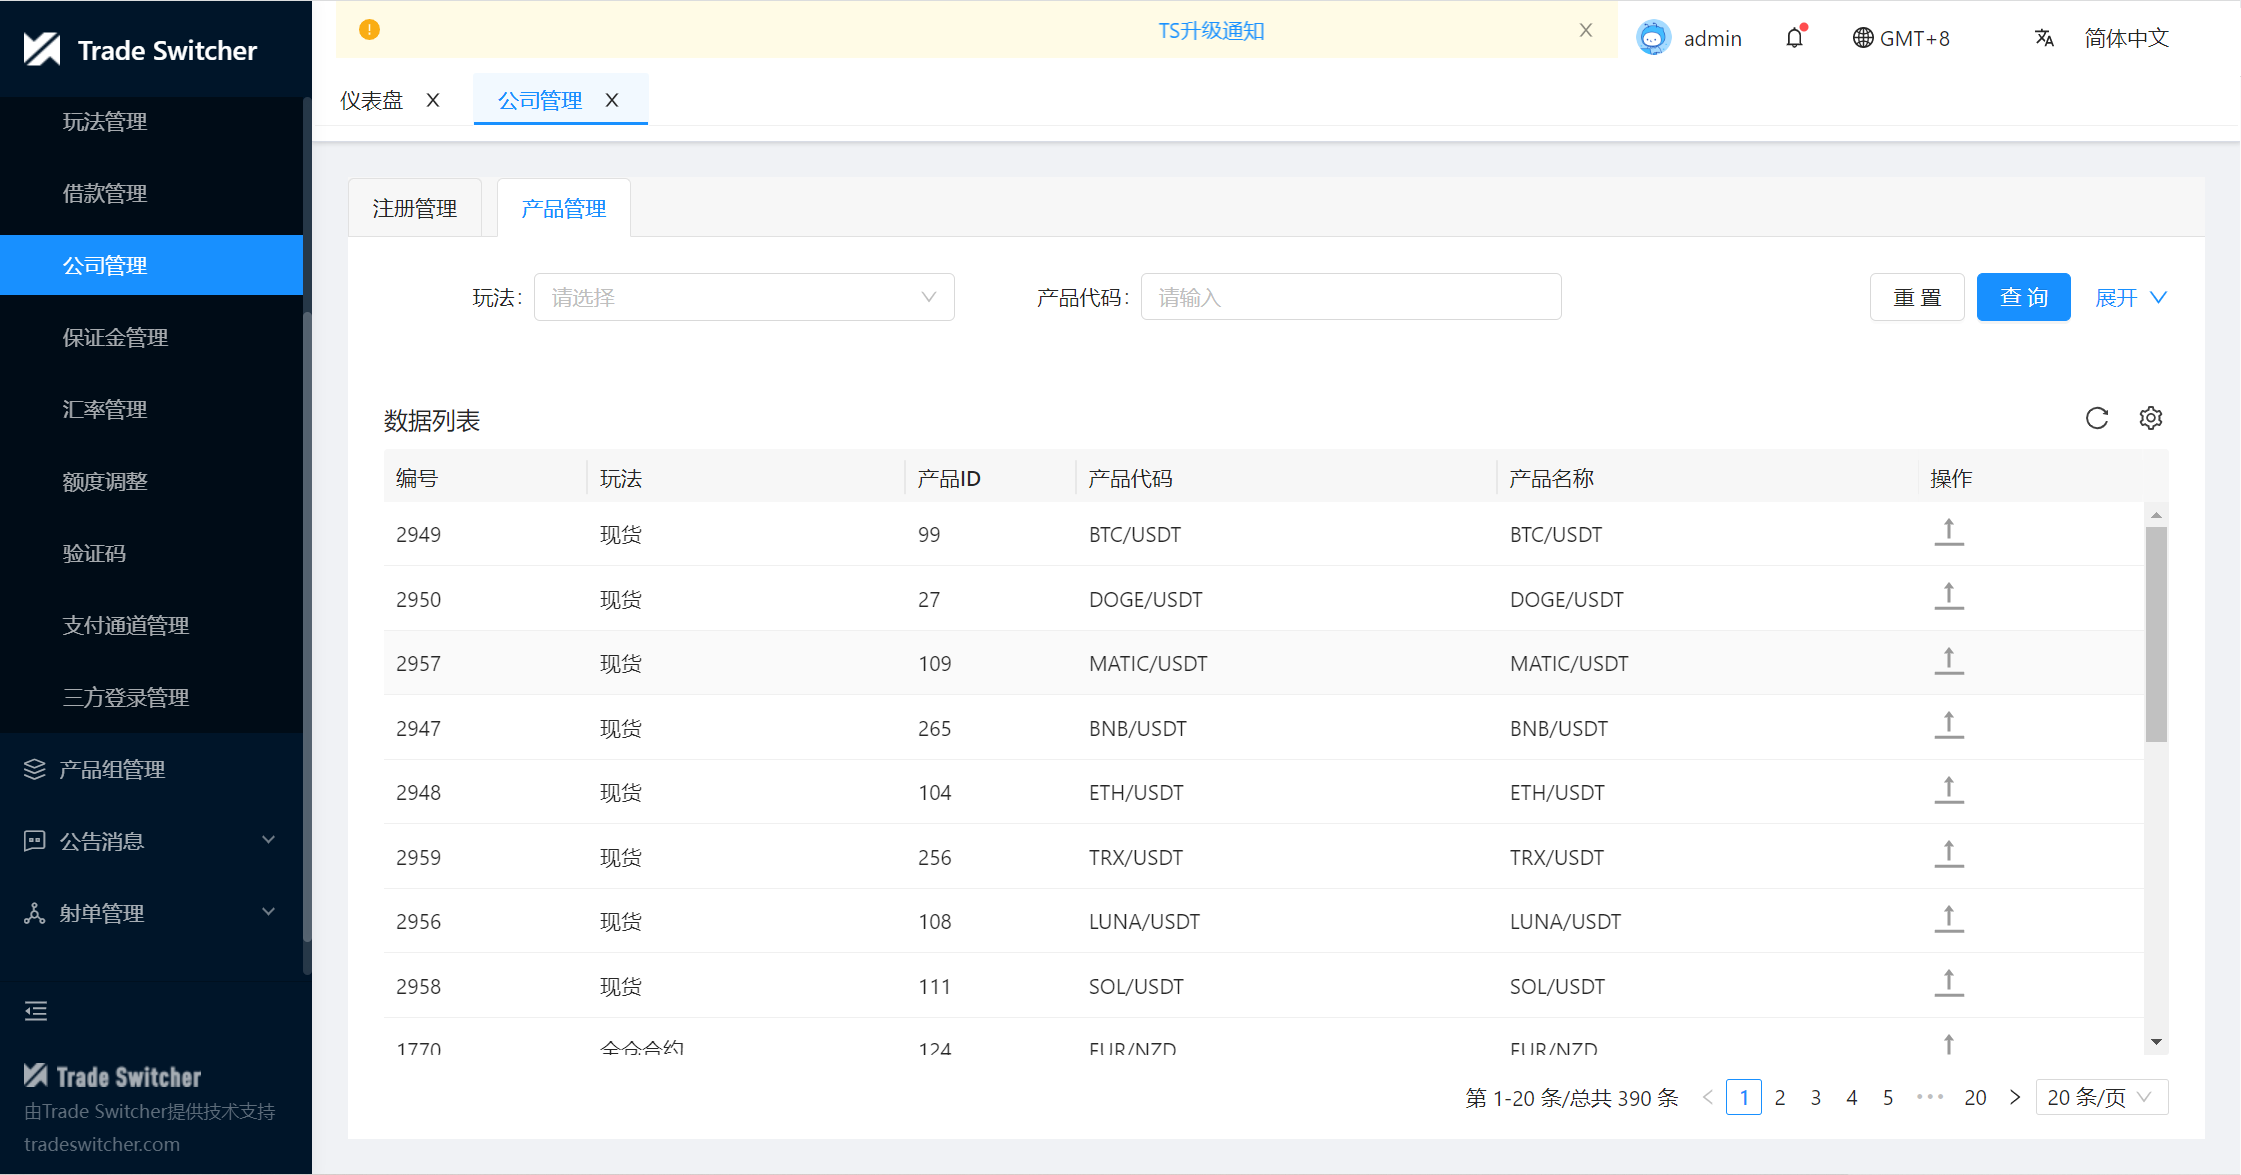 Trade Switcher
TS升级通知
admin
GMT+8
简体中文
仪表盘
公司管理
玩法管理
借款管理
公司管理
保证金管理
汇率管理
额度调整
验证码
支付通道管理
三方登录管理
产品组管理
公告消息
射单管理
Trade Switcher
由Trade Switcher提供技术支持
tradeswitcher.com
注册管理 产品管理
玩法: 请选择 产品代码: 请输入 重 置 查 询 展开
数据列表
编号 玩法 产品ID 产品代码 产品名称 操作
2949 现货 99 BTC/USDT BTC/USDT
2950 现货 27 DOGE/USDT DOGE/USDT
2957 现货 109 MATIC/USDT MATIC/USDT
2947 现货 265 BNB/USDT BNB/USDT
2948 现货 104 ETH/USDT ETH/USDT
2959 现货 256 TRX/USDT TRX/USDT
2956 现货 108 LUNA/USDT LUNA/USDT
2958 现货 111 SOL/USDT SOL/USDT
1770 全仓合约 124 EUR/NZD EUR/NZD
第 1-20 条/总共 390 条 < 1 2 3 4 5 ••• 20 > 20 条/页